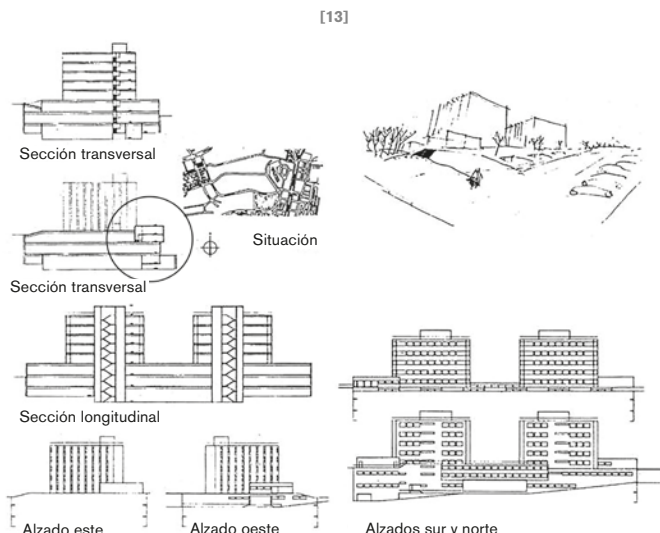 [13]
Sección transversal
Situación
Sección transversal
Sección longitudinal
Alzado este
Alzado oeste
Alzados sur y norte